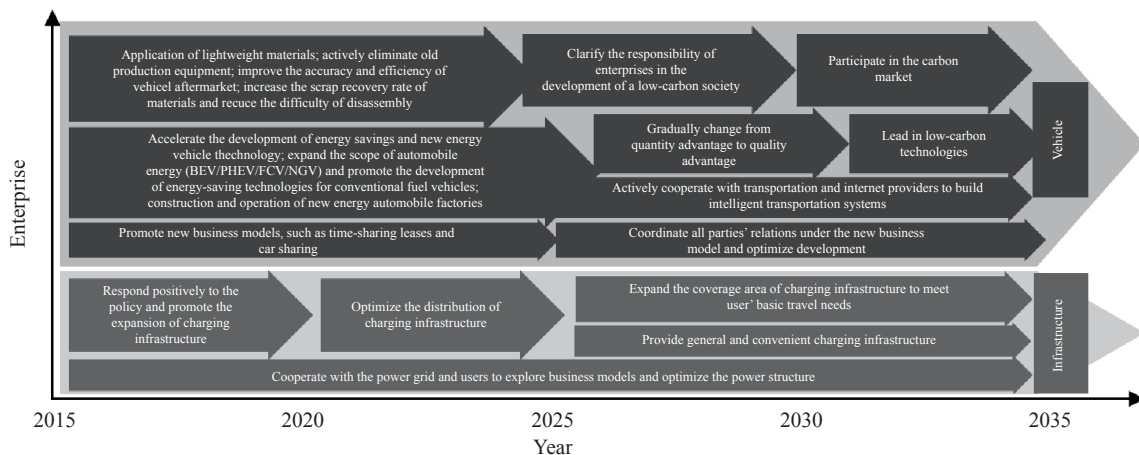 Enterprise
Application of lightweight materials; actively eliminate old
production equipment; improve the accuracy and efficiency of
vehicel aftermarket; increase the scrap recovery rate of
materials and recuce the difficulty of disassembly
Clarify the responsibility of
enterprises in the
development of a low-carbon society
Participate in the carbon
market
Accelerate the development of energy savings and new energy
vehicle thechnology; expand the scope of automobile
energy (BEV/PHEV/FCV/NGV) and promote the development
of energy-saving technologies for conventional fuel vehicles;
construction and operation of new energy automobile factories
Gradually change from
quantity advantage to quality
advantage
Lead in low-carbon
technologies
Actively cooperate with transportation and internet providers to build
intelligent transportation systems
Promote new business models, such as time-sharing leases and
car sharing
Coordinate all parties’ relations under the new business
model and optimize development
Vehicle
Respond positively to the
policy and promote the
expansion of charging
infrastructure
Optimize the distribution of
charging infrastructure
Expand the coverage area of charging infrastructure to meet
user’ basic travel needs
Provide general and convenient charging infrastructure
Cooperate with the power grid and users to explore business models and optimize the power structure
Infrastructure
2015 2020 2025 2030 2035
Year